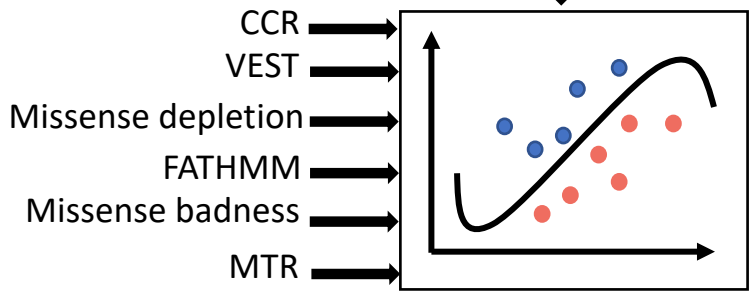 CCR
VEST
Missense depletion
FATHMM
Missense badness
MTR